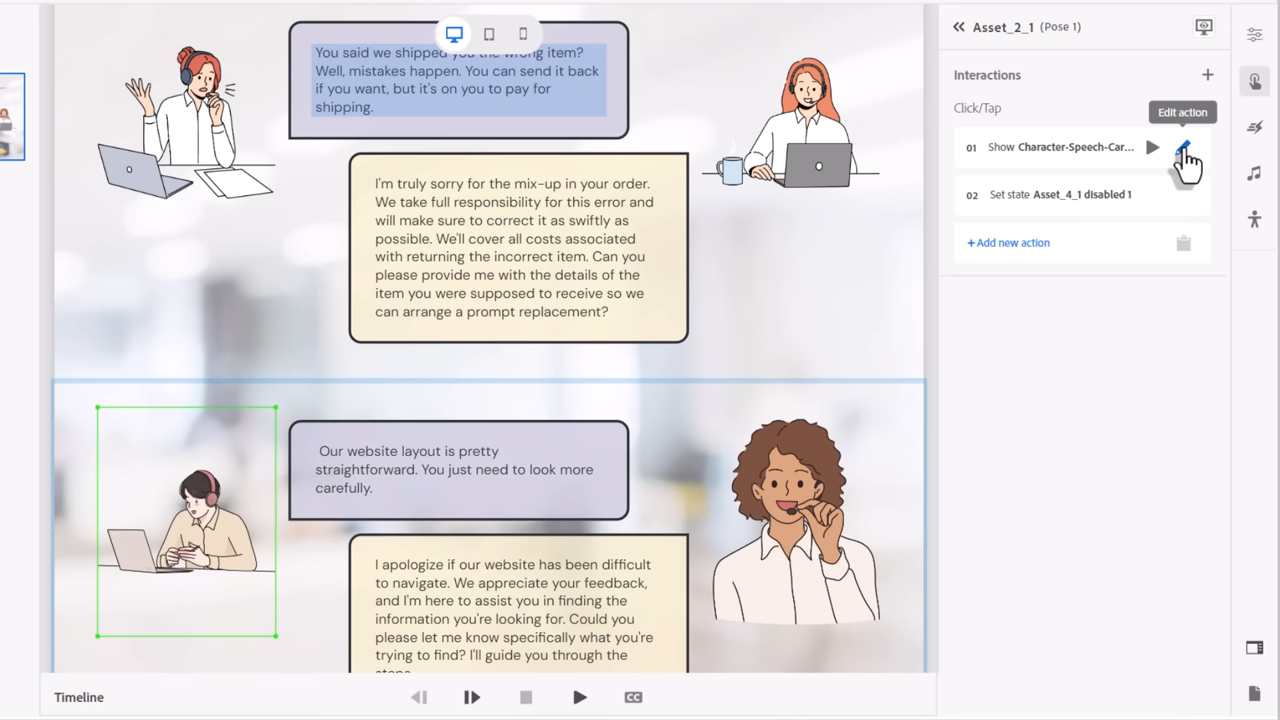 You said we shipped you the wrong item?
Well, mistakes happen. You can send it back
if you want, but it's on you to pay for
shipping.
I'm truly sorry for the mix-up in your order.
We take full responsibility for this error and
will make sure to correct it as swiftly as
possible. We'll cover all costs associated
with returning the incorrect item. Can you
please provide me with the details of the
item you were supposed to receive so we
can arrange a prompt replacement?
Our website layout is pretty
straightforward. You just need to look more
carefully.
I apologize if our website has been difficult
to navigate. We appreciate your feedback,
and I'm here to assist you in finding the
information you're looking for. Could you
please let me know specifically what you're
trying to find? I'll guide you through the
Timeline
CC
Asset_2_1 (Pose 1)
Interactions
Click/Tap
Edit action
01 Show Character-Speech-Car...
02 Set state Asset_4_1 disabled 1
+ Add new action